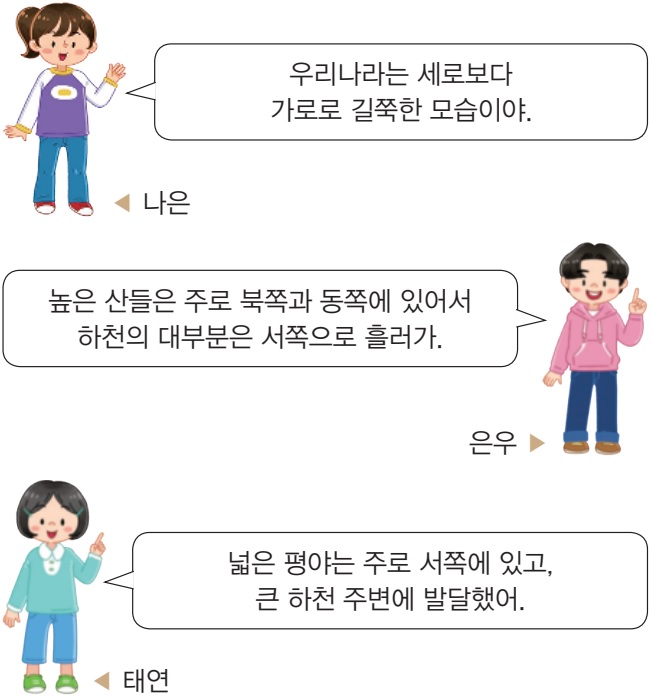 우리나라는 세로보다
가로로 길쭉한 모습이야.
◀ 나은
높은 산들은 주로 북쪽과 동쪽에 있어서
하천의 대부분은 서쪽으로 흘러가.
은우 ▶
넓은 평야는 주로 서쪽에 있고,
큰 하천 주변에 발달했어.
◀ 태연